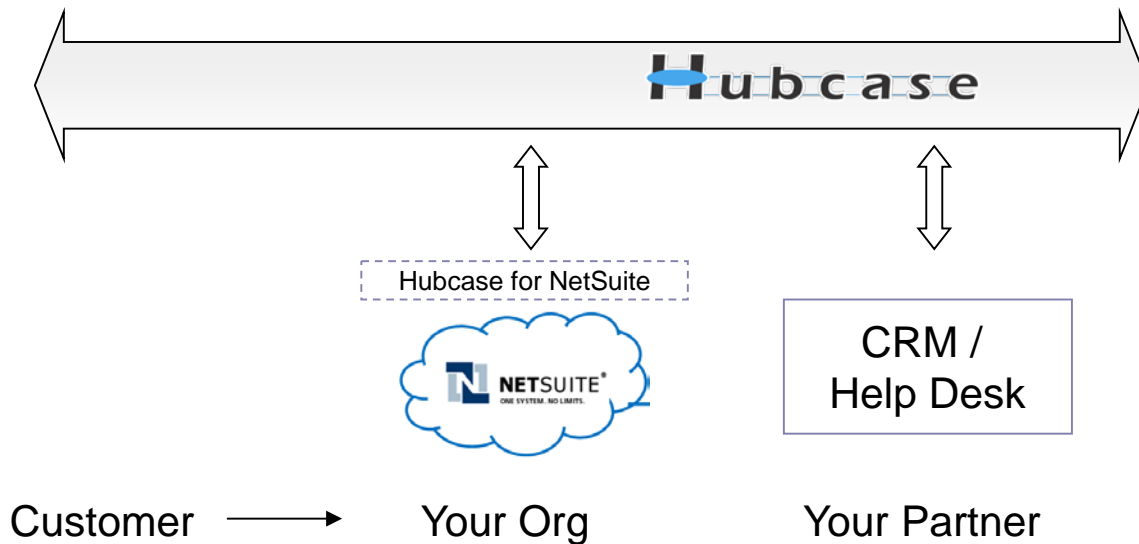 Hubcase
Hubcase for NetSuite
NETSUITE®
ONE SYSTEM. NO LIMITS.
CRM /
Help Desk
Customer
Your Org
Your Partner